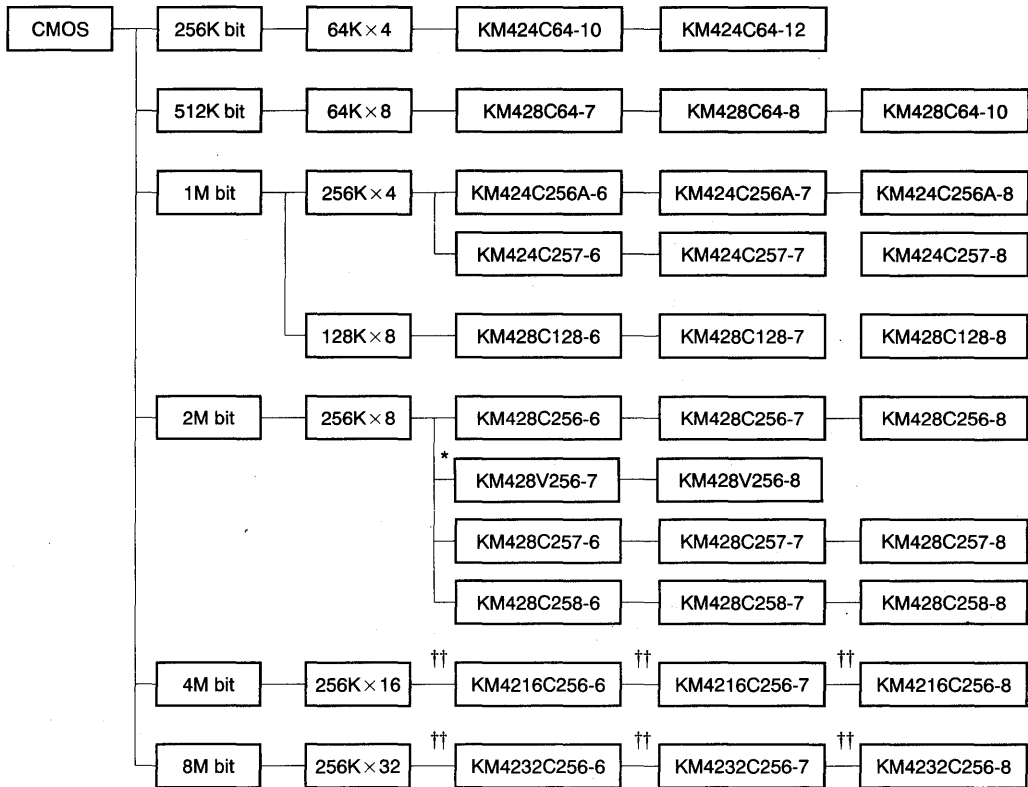 CMOS 256K bit 64K×4 KM424C64-10 KM424C64-12
512K bit 64K×8 KM428C64-7 KM428C64-8 KM428C64-10
1M bit 256K×4 KM424C256A-6 KM424C256A-7 KM424C256A-8
KM424C257-6 KM424C257-7 KM424C257-8
128K×8 KM428C128-6 KM428C128-7 KM428C128-8
2M bit 256K×8 KM428C256-6 KM428C256-7 KM428C256-8
* KM428V256-7 KM428V256-8
KM428C257-6 KM428C257-7 KM428C257-8
KM428C258-6 KM428C258-7 KM428C258-8
†† †† ††
4M bit 256K×16 KM4216C256-6 KM4216C256-7 KM4216C256-8
†† †† ††
8M bit 256K×32 KM4232C256-6 KM4232C256-7 KM4232C256-8